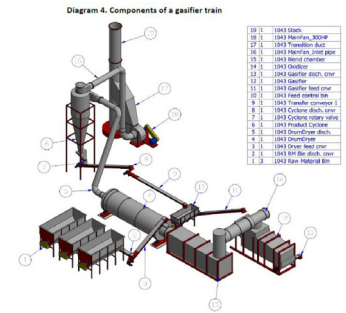 Diagram 4. Components of a gasifier train
19 1 1043 Stack
18 1 1043 MainFan_300HP
17 1 1043 Transition duct
16 1 1043 MainFan_Inlet pipe
15 1 1043 Blend chamber
14 1 1043 Oxidizer
13 1 1043 Gasifier disch. cnvr
12 1 1043 Gasifier
11 1 1043 Gasifier feed cnvr
10 1 1043 Feed control bin
9 1 1043 Transfer conveyor 1
8 1 1043 Cyclone disch. cnvr
7 1 1043 Cyclone rotary valve
6 1 1043 Product Cyclone
5 1 1043 DrumDryer disch.
4 1 1043 DrumDryer
3 1 1043 Dryer feed cnvr
2 1 1043 RM Bin disch. cnvr
1 3 1043 Raw Material Bin